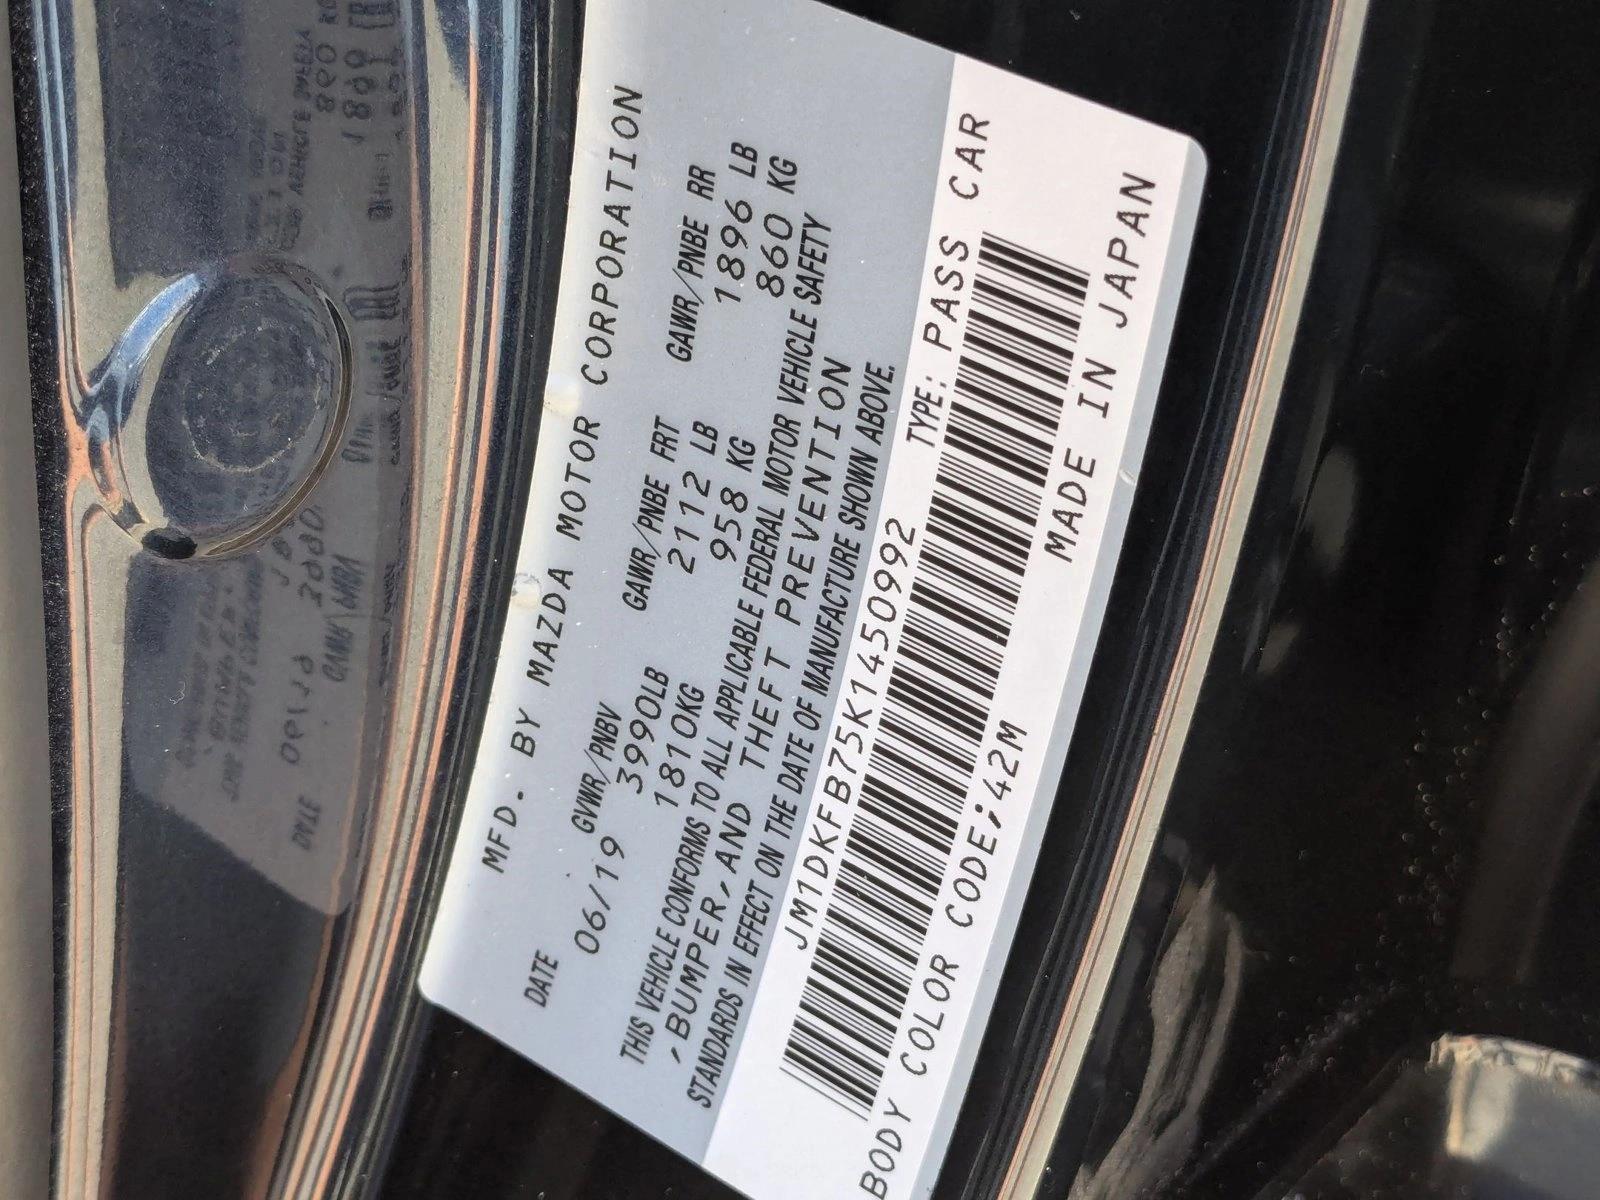 MFD. BY MAZDA MOTOR CORPORATION
DATE GVWR/PNBV GAWR/PNBE FRT GAWR/PNBE RR
06/19 3990LB 2112 LB 1896 LB
1810KG 958 KG 860 KG
THIS VEHICLE CONFORMS TO ALL APPLICABLE FEDERAL MOTOR VEHICLE SAFETY
,BUMPER,AND THEFT PREVENTION
STANDARDS IN EFFECT ON THE DATE OF MANUFACTURE SHOWN ABOVE.
JM1DKFB75K1450992 TYPE: PASS CAR
BODY COLOR CODE;42M MADE IN JAPAN